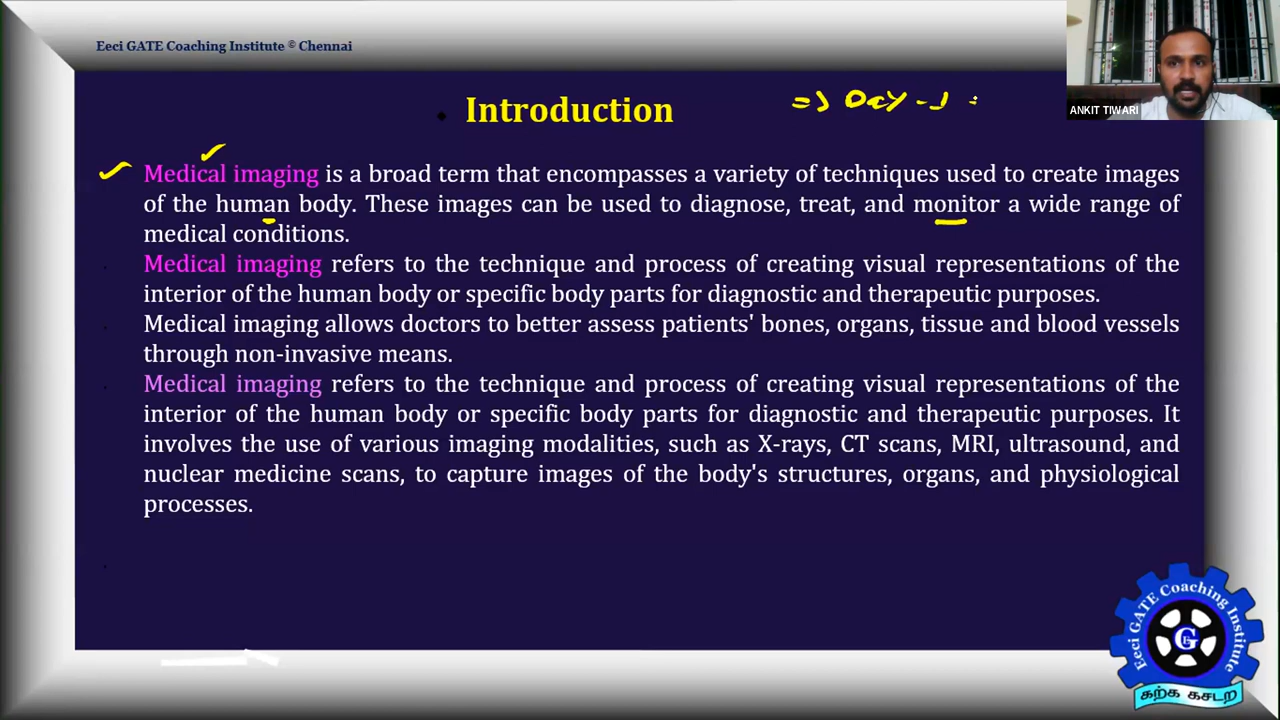 Eeci GATE Coaching Institute © Chennai
Introduction
=> Day - 1 :
ANKIT TIWARI
Medical imaging is a broad term that encompasses a variety of techniques used to create images
of the human body. These images can be used to diagnose, treat, and monitor a wide range of
medical conditions.
Medical imaging refers to the technique and process of creating visual representations of the
interior of the human body or specific body parts for diagnostic and therapeutic purposes.
Medical imaging allows doctors to better assess patients' bones, organs, tissue and blood vessels
through non-invasive means.
Medical imaging refers to the technique and process of creating visual representations of the
interior of the human body or specific body parts for diagnostic and therapeutic purposes. It
involves the use of various imaging modalities, such as X-rays, CT scans, MRI, ultrasound, and
nuclear medicine scans, to capture images of the body's structures, organs, and physiological
processes.
Eeci GATE Coaching Institute
கற்க கசடற